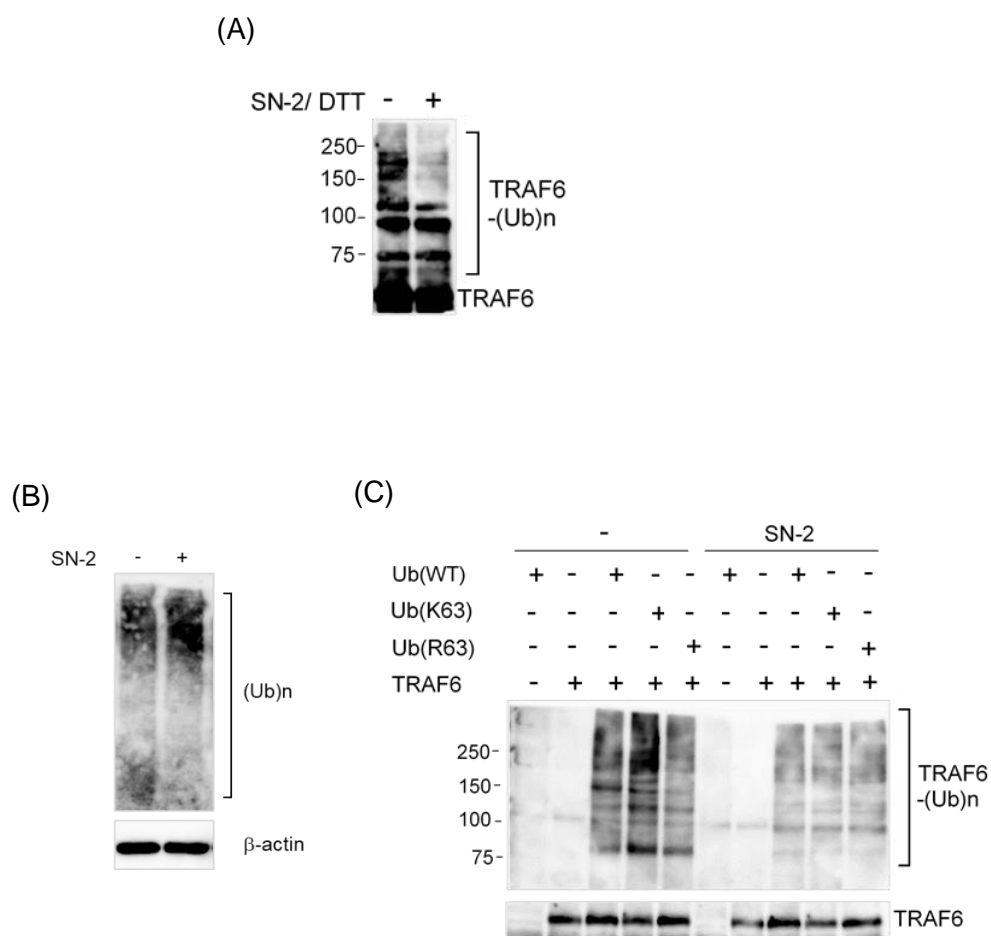 (A)
SN-2/ DTT - +
250-
150-
100-
75-
TRAF6
-(Ub)n
TRAF6
(B)
SN-2 - +
(Ub)n
β-actin
(C)
- SN-2
Ub(WT) + - + - - + - + - -
Ub(K63) - - - + - - - - + -
Ub(R63) - - - - + - - - - +
TRAF6 - + + + + - + + + +
250-
150-
100-
75-
TRAF6
-(Ub)n
TRAF6